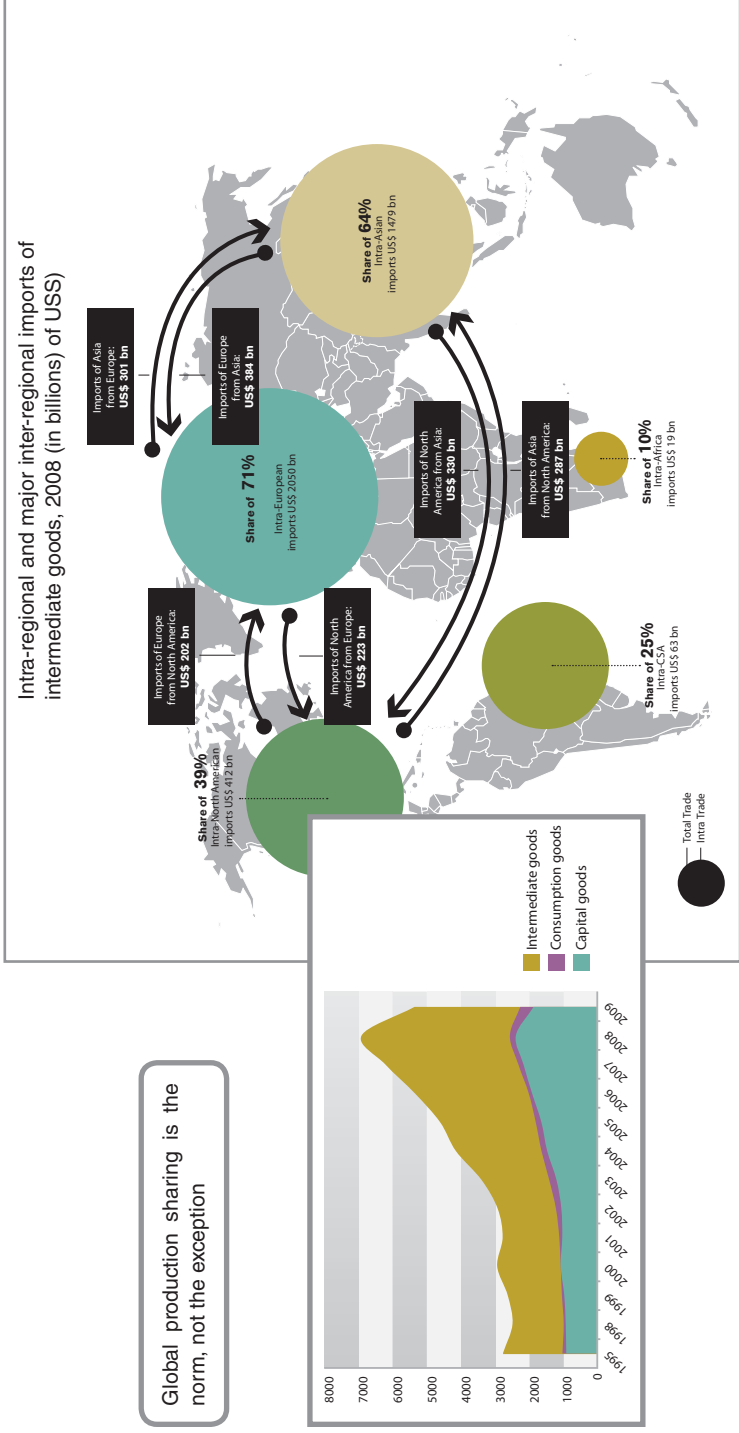 Intra-regional and major inter-regional imports of
intermediate goods, 2008 (in billions) of US$)
Global production sharing is the
norm, not the exception
Share of 39%
Intra-North American
imports US$ 412 bn
Imports of Europe
from North America:
US$ 202 bn
Imports of North
America from Europe:
US$ 223 bn
Share of 71%
Intra-European
imports US$ 2050 bn
Imports of Asia
from Europe:
US$ 301 bn
Imports of Europe
from Asia:
US$ 384 bn
Share of 64%
Intra-Asian
imports US$ 1479 bn
Imports of North
America from Asia:
US$ 330 bn
Imports of Asia
from North America:
US$ 287 bn
Share of 25%
Intra-CSA
imports US$ 63 bn
Share of 10%
Intra-Africa
imports US$ 19 bn
Total Trade
Intra Trade
8000
7000
6000
5000
4000
3000
2000
1000
0
1995
1998
1999
2000
2001
2002
2003
2004
2005
2006
2007
2008
2009
Intermediate goods
Consumption goods
Capital goods